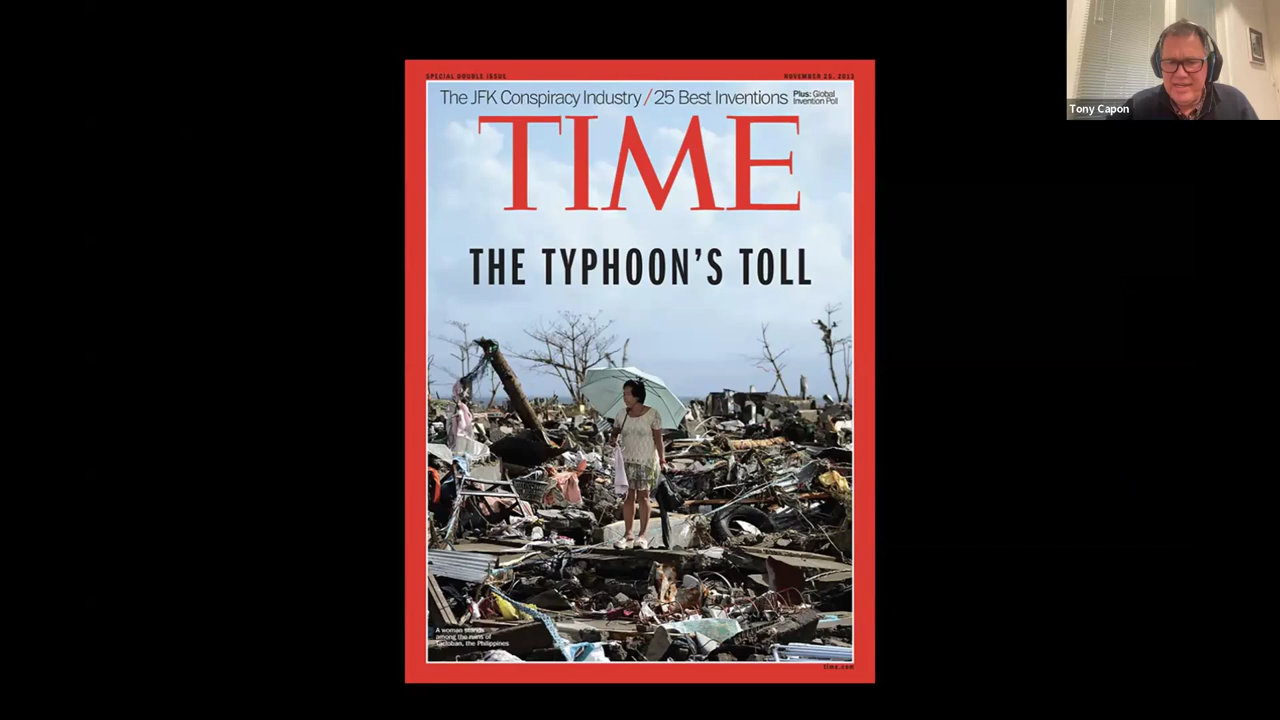 SPECIAL DOUBLE ISSUE
NOVEMBER 25, 2013
The JFK Conspiracy Industry / 25 Best Inventions Plus: Global
Invention Poll
TIME
THE TYPHOON'S TOLL
A woman stands
among the ruins of
Tacloban, the Philippines
time.com
Tony Capon